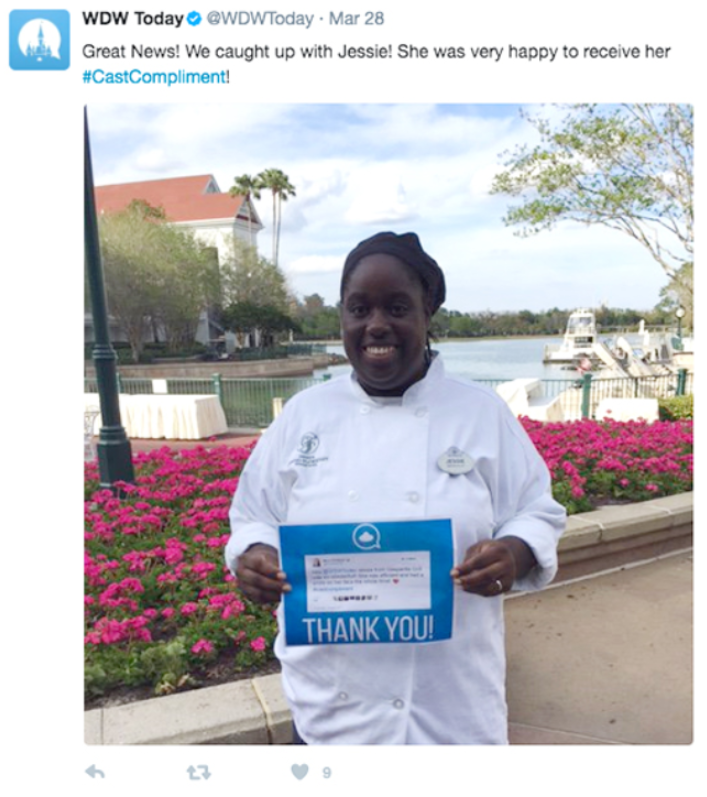 WDW Today @WDWToday · Mar 28
Great News! We caught up with Jessie! She was very happy to receive her
#CastCompliment!
JESSIE
THANK YOU!
9